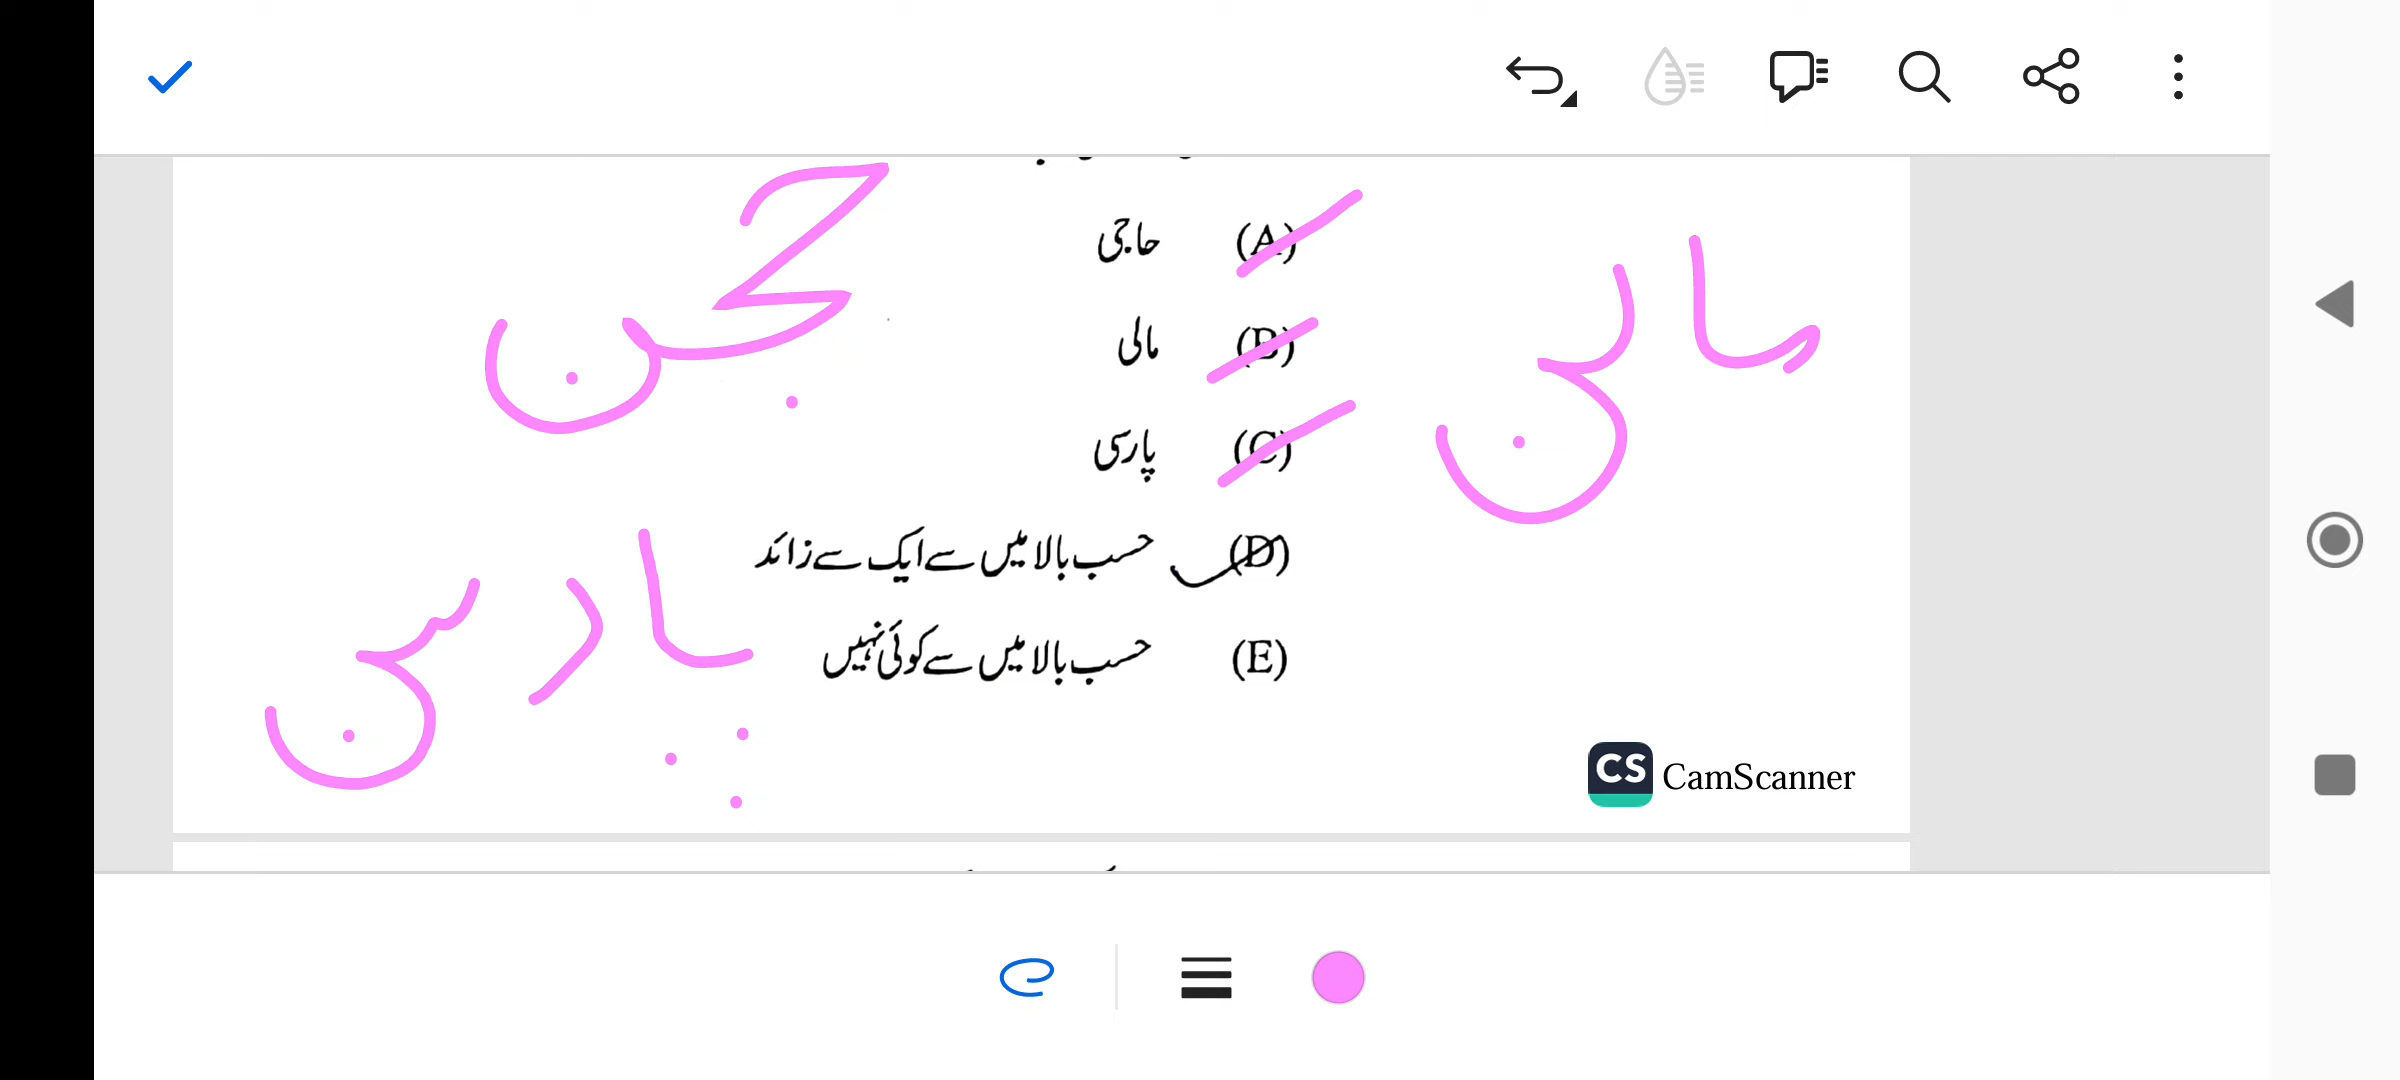 (A) حاجی
(B) مالی
(C) پارسی
(D) حسب بالا میں سے ایک سے زائد
(E) حسب بالا میں سے کوئی نہیں
حجن
مالن
پارسن
CS CamScanner